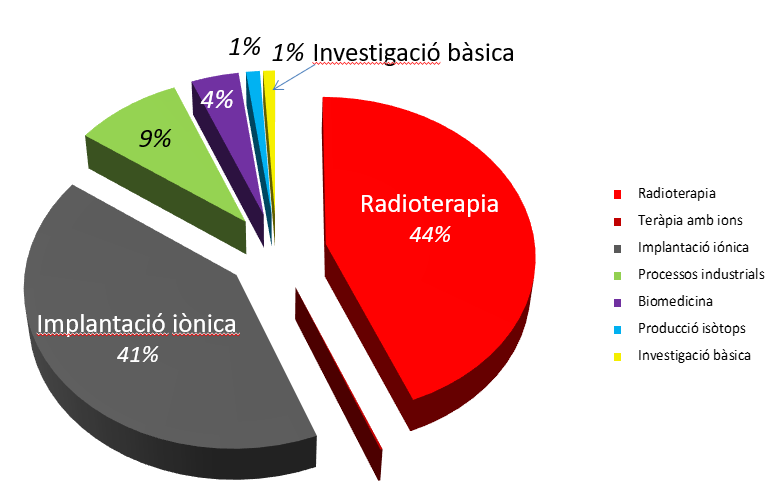 1%
1% Investigació bàsica
4%
9%
Radioterapia
44%
Implantació iònica
41%
Radioterapia
Teràpia amb ions
Implantació iónica
Processos industrials
Biomedicina
Producció isòtops
Investigació bàsica